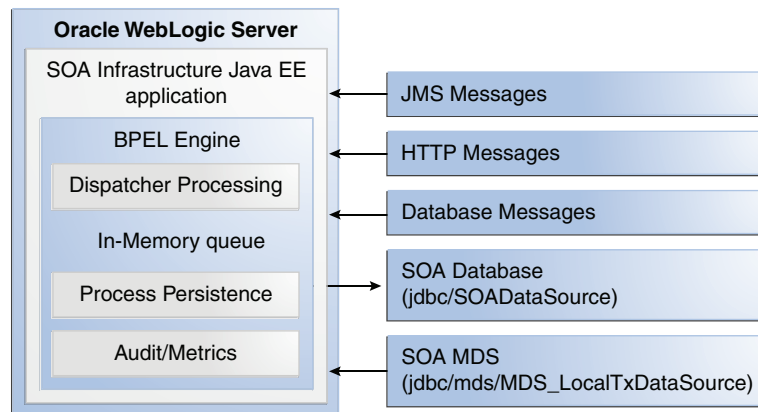 Oracle WebLogic Server
SOA Infrastructure Java EE
application
BPEL Engine
Dispatcher Processing
In-Memory queue
Process Persistence
Audit/Metrics
JMS Messages
HTTP Messages
Database Messages
SOA Database
(jdbc/SOADataSource)
SOA MDS
(jdbc/mds/MDS_LocalTxDataSource)